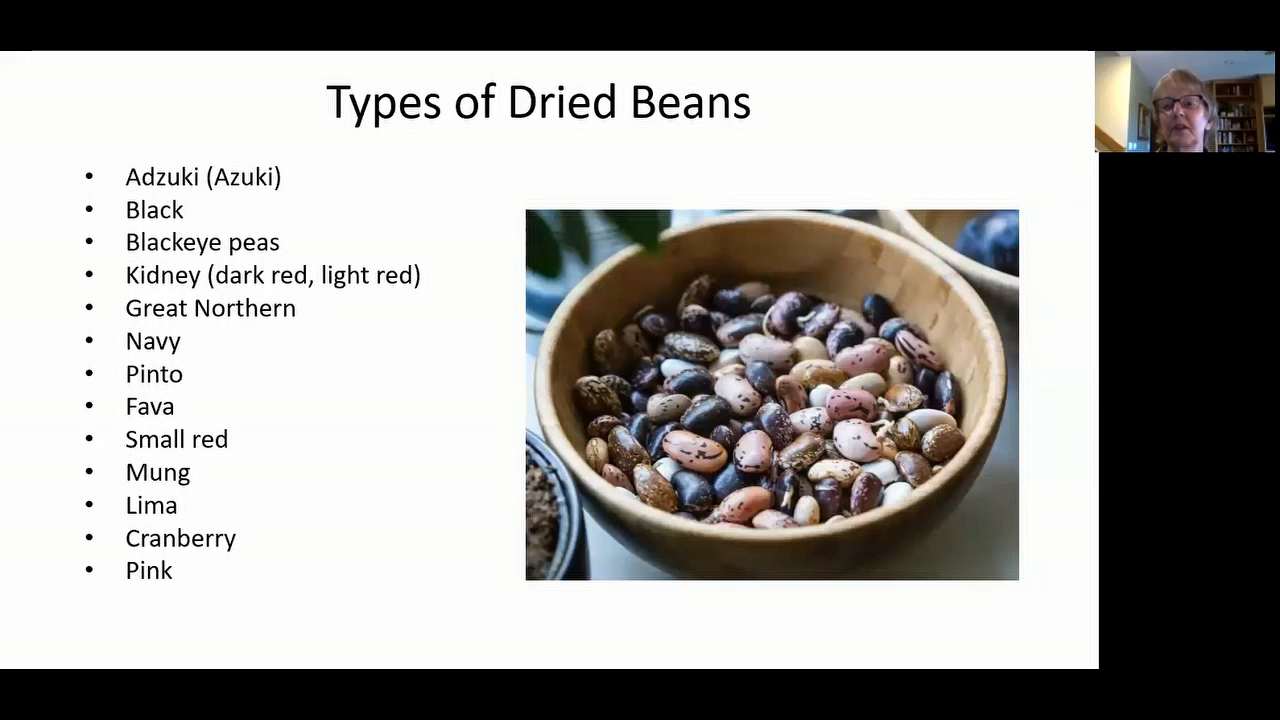 Types of Dried Beans
• Adzuki (Azuki)
• Black
• Blackeye peas
• Kidney (dark red, light red)
• Great Northern
• Navy
• Pinto
• Fava
• Small red
• Mung
• Lima
• Cranberry
• Pink